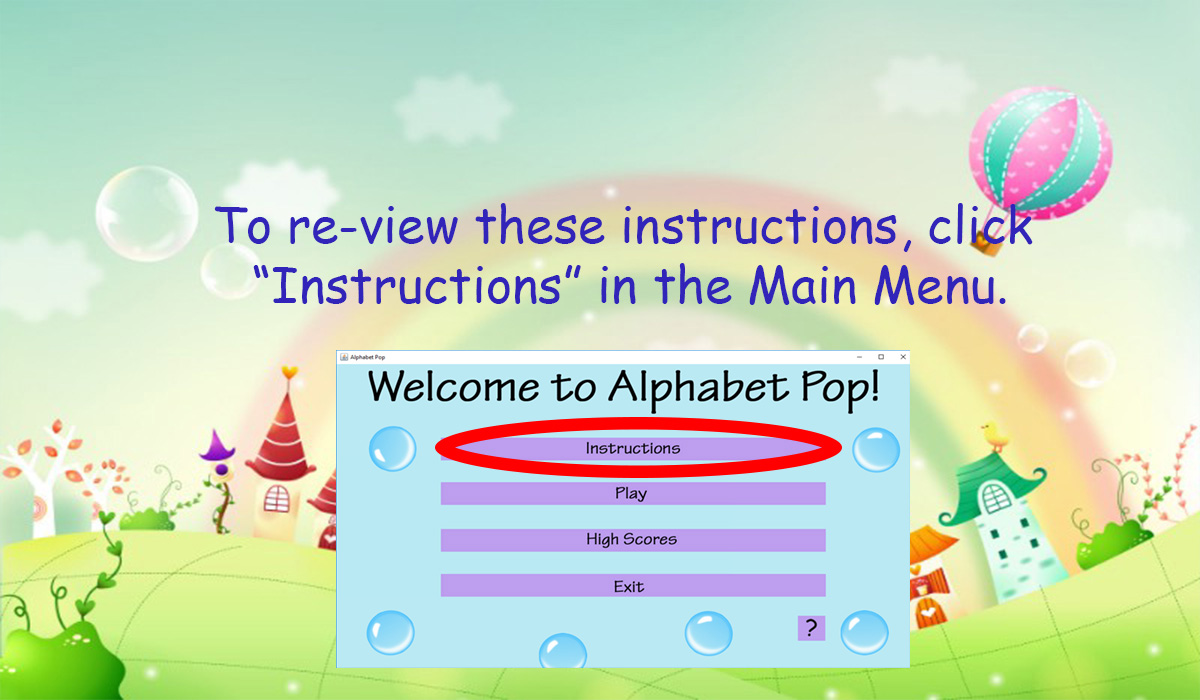 To re-view these instructions, click
“Instructions” in the Main Menu.
Alphabet Pop
Welcome to Alphabet Pop!
Instructions
Play
High Scores
Exit
?